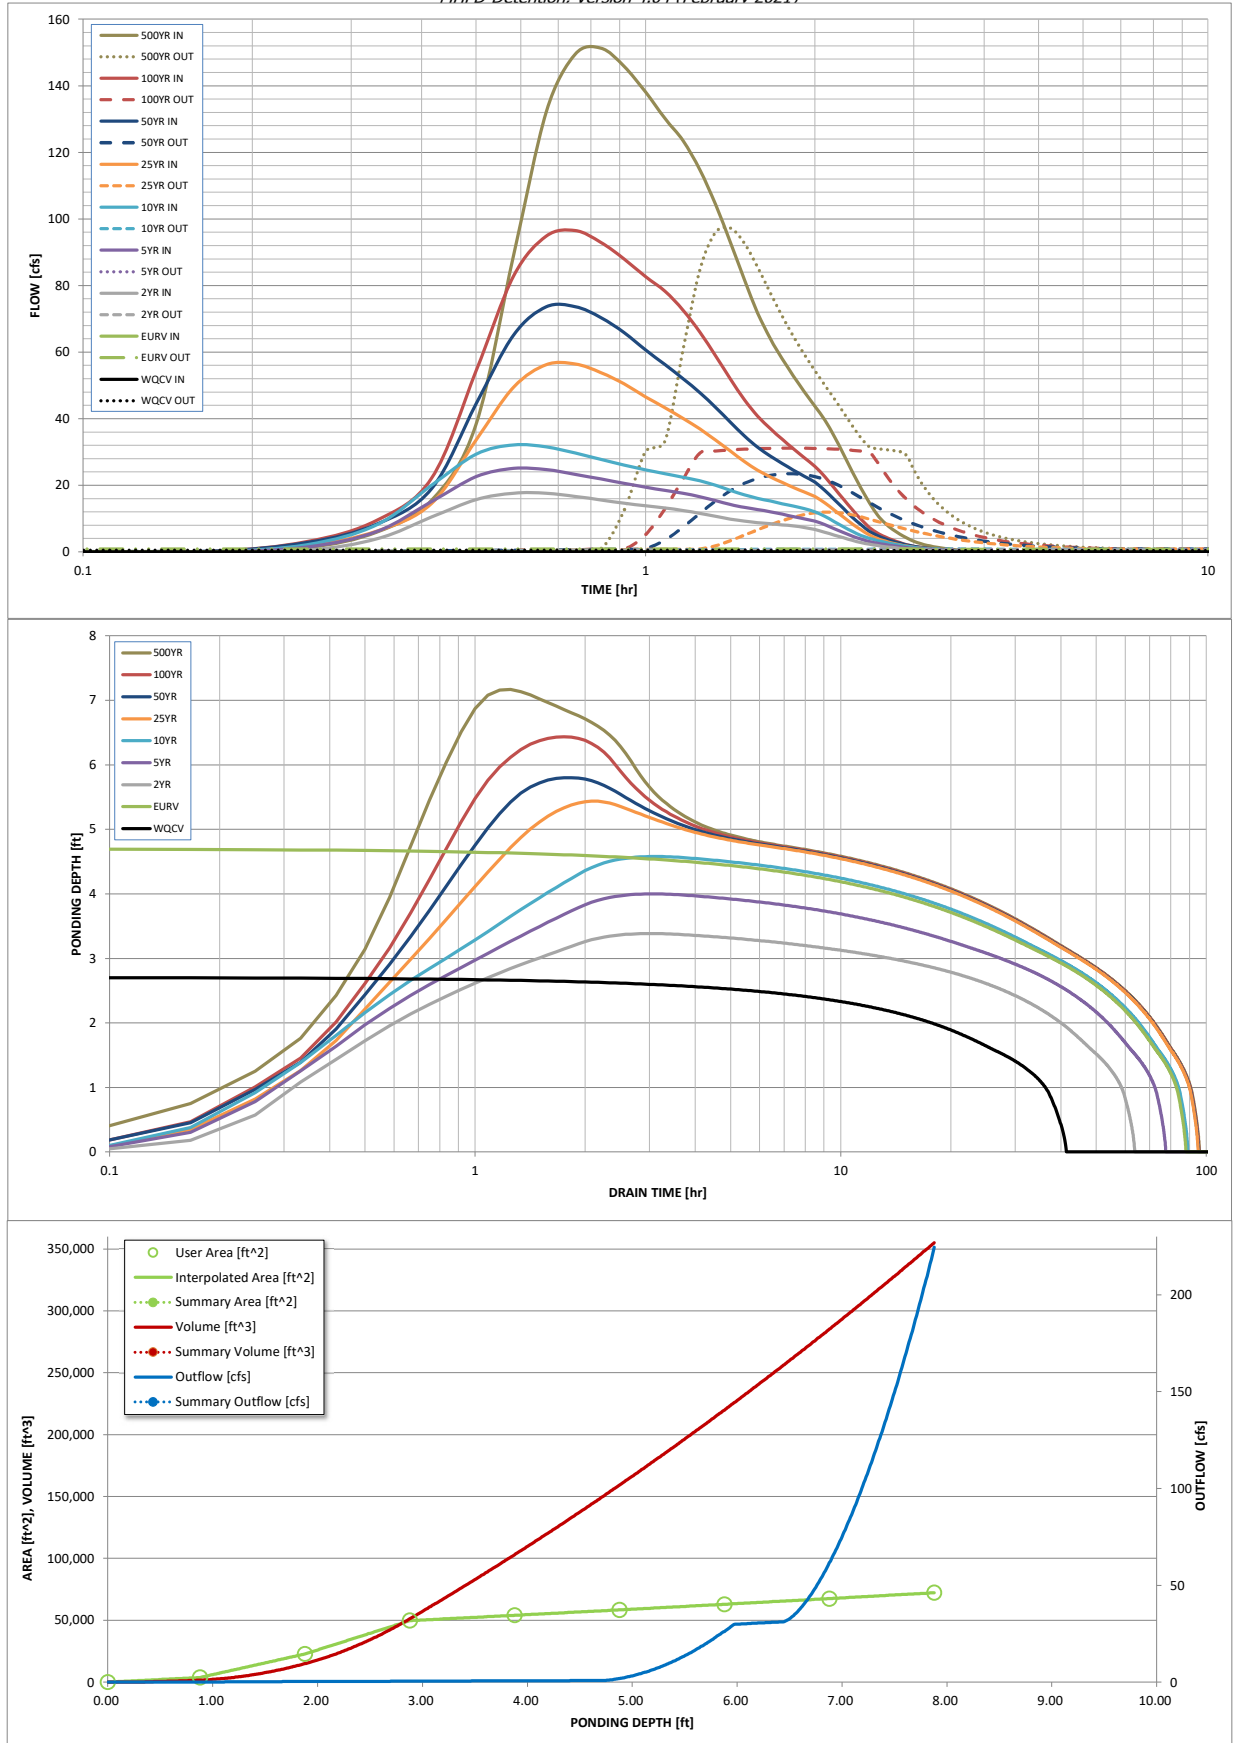 MHFD-Detention, Version 4.04 (February 2021)
160
140
120
100
80
60
40
20
0
FLOW [cfs]
500YR IN
500YR OUT
100YR IN
100YR OUT
50YR IN
50YR OUT
25YR IN
25YR OUT
10YR IN
10YR OUT
5YR IN
5YR OUT
2YR IN
2YR OUT
EURV IN
EURV OUT
WQCV IN
WQCV OUT
0.1
1
10
TIME [hr]
8
7
6
5
4
3
2
1
0
PONDING DEPTH [ft]
500YR
100YR
50YR
25YR
10YR
5YR
2YR
EURV
WQCV
0.1
1
10
100
DRAIN TIME [hr]
350,000
300,000
250,000
200,000
150,000
100,000
50,000
0
AREA [ft^2], VOLUME [ft^3]
User Area [ft^2]
Interpolated Area [ft^2]
Summary Area [ft^2]
Volume [ft^3]
Summary Volume [ft^3]
Outflow [cfs]
Summary Outflow [cfs]
200
150
100
50
0
OUTFLOW [cfs]
0.00
1.00
2.00
3.00
4.00
5.00
6.00
7.00
8.00
9.00
10.00
PONDING DEPTH [ft]